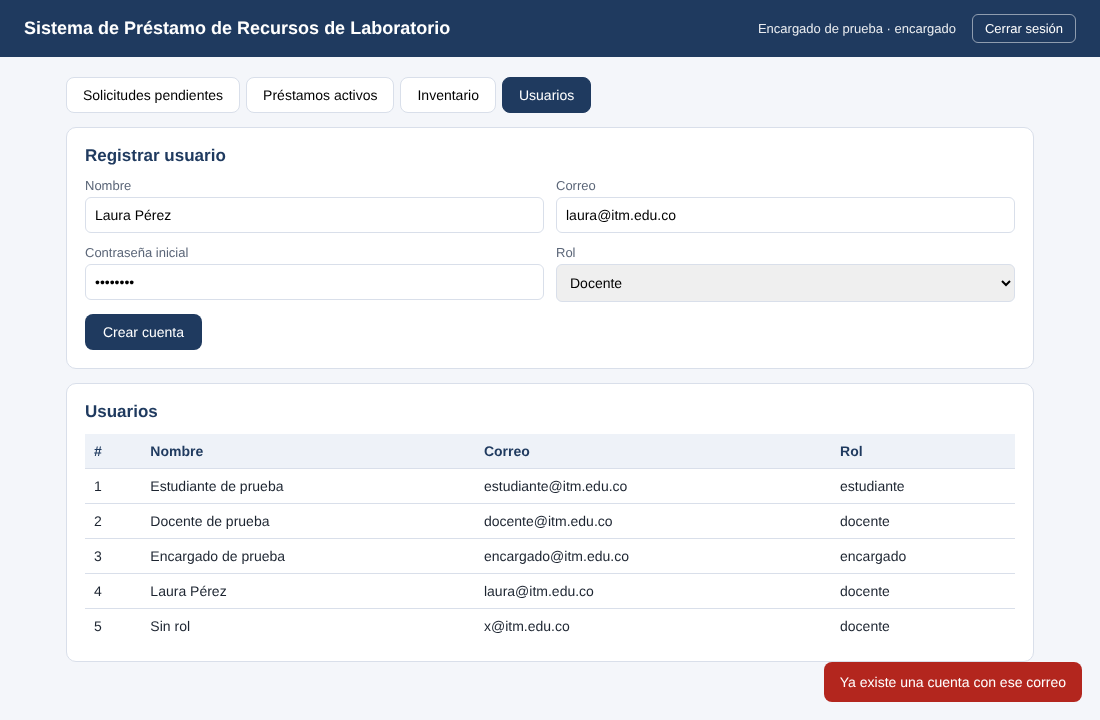 Sistema de Préstamo de Recursos de Laboratorio
Encargado de prueba · encargado
Cerrar sesión
Solicitudes pendientes
Préstamos activos
Inventario
Usuarios
Registrar usuario
Nombre
Correo
Laura Pérez
laura@itm.edu.co
Contraseña inicial
Rol
••••••••
Docente
Crear cuenta
Usuarios
# Nombre Correo Rol
1 Estudiante de prueba estudiante@itm.edu.co estudiante
2 Docente de prueba docente@itm.edu.co docente
3 Encargado de prueba encargado@itm.edu.co encargado
4 Laura Pérez laura@itm.edu.co docente
5 Sin rol x@itm.edu.co docente
Ya existe una cuenta con ese correo